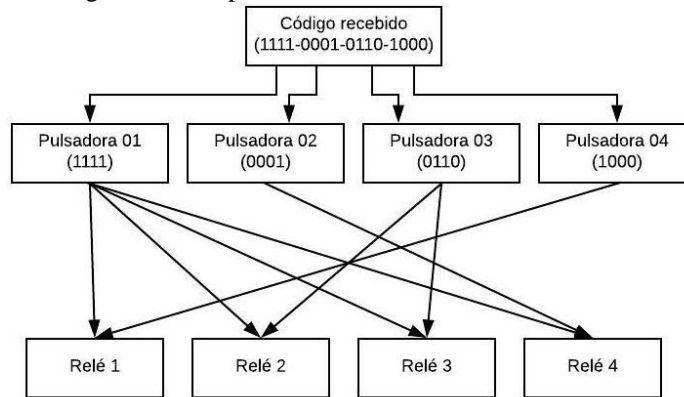 Código recebido
(1111-0001-0110-1000)
Pulsadora 01
(1111)
Pulsadora 02
(0001)
Pulsadora 03
(0110)
Pulsadora 04
(1000)
Relé 1
Relé 2
Relé 3
Relé 4